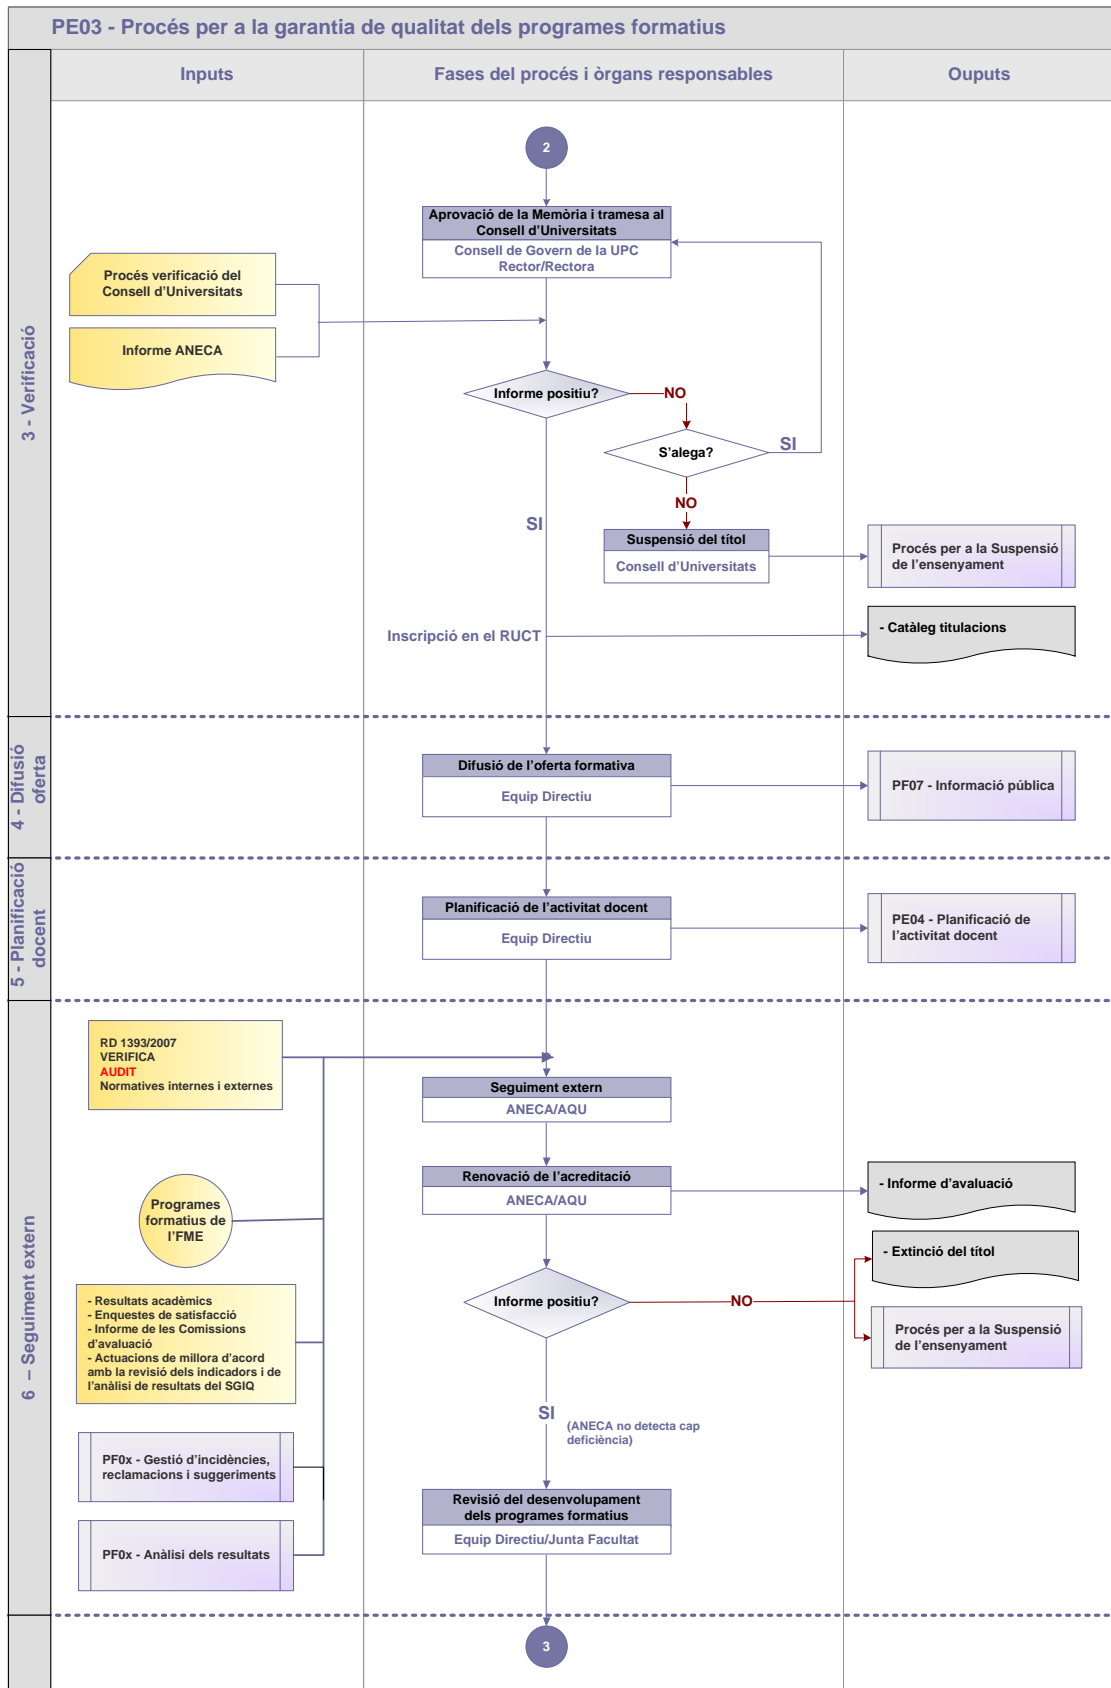 PE03 - Procés per a la garantia de qualitat dels programes formatius
Inputs
Fases del procés i òrgans responsables
Ouputs
3 - Verificació
2
Aprovació de la Memòria i tramesa al
Consell d'Universitats
Consell de Govern de la UPC
Rector/Rectora
Procés verificació del
Consell d'Universitats
Informe ANECA
Informe positiu?
NO
S'alega?
SI
NO
SI
Suspensió del títol
Consell d'Universitats
Procés per a la Suspensió
de l'ensenyament
Inscripció en el RUCT
- Catàleg titulacions
4 - Difusió
oferta
Difusió de l'oferta formativa
Equip Directiu
PF07 - Informació pública
5 - Planificació
docent
Planificació de l'activitat docent
Equip Directiu
PE04 - Planificació de
l'activitat docent
6 – Seguiment extern
RD 1393/2007
VERIFICA
AUDIT
Normatives internes i externes
Seguiment extern
ANECA/AQU
Renovació de l'acreditació
ANECA/AQU
- Informe d'avaluació
Programes
formatius de
l'FME
- Extinció del títol
Informe positiu?
NO
Procés per a la Suspensió
de l'ensenyament
- Resultats acadèmics
- Enquestes de satisfacció
- Informe de les Comissions
d'avaluació
- Actuacions de millora d'acord
amb la revisió dels indicadors i de
l'anàlisi de resultats del SGIQ
SI
(ANECA no detecta cap
deficiència)
PF0x - Gestió d'incidències,
reclamacions i suggeriments
Revisió del desenvolupament
dels programes formatius
Equip Directiu/Junta Facultat
PF0x - Anàlisi dels resultats
3